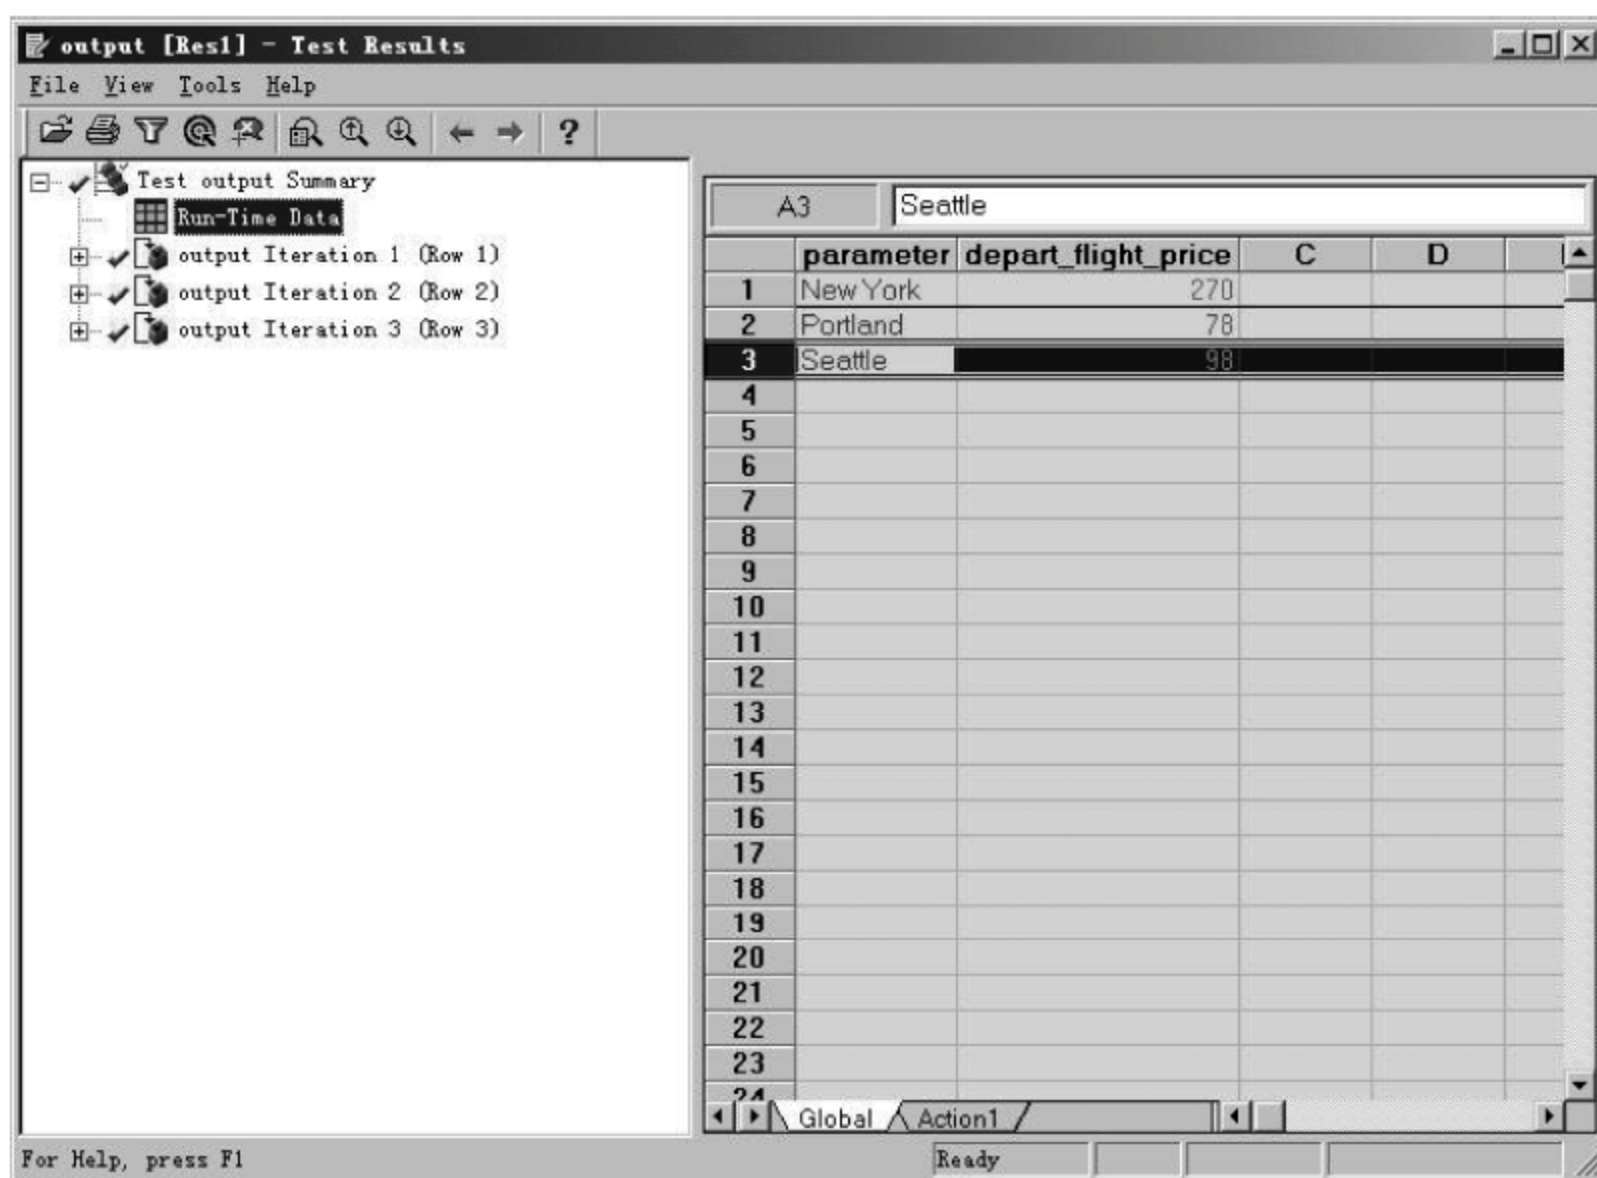 output [Res1] - Test Results
File View Tools Help
?
Test output Summary
Run-Time Data
output Iteration 1 (Row 1)
output Iteration 2 (Row 2)
output Iteration 3 (Row 3)
A3 Seattle
parameter depart_flight_price C D
1 New York 270
2 Portland 78
3 Seattle 98
4
5
6
7
8
9
10
11
12
13
14
15
16
17
18
19
20
21
22
23
24
Global Action1
For Help, press F1 Ready